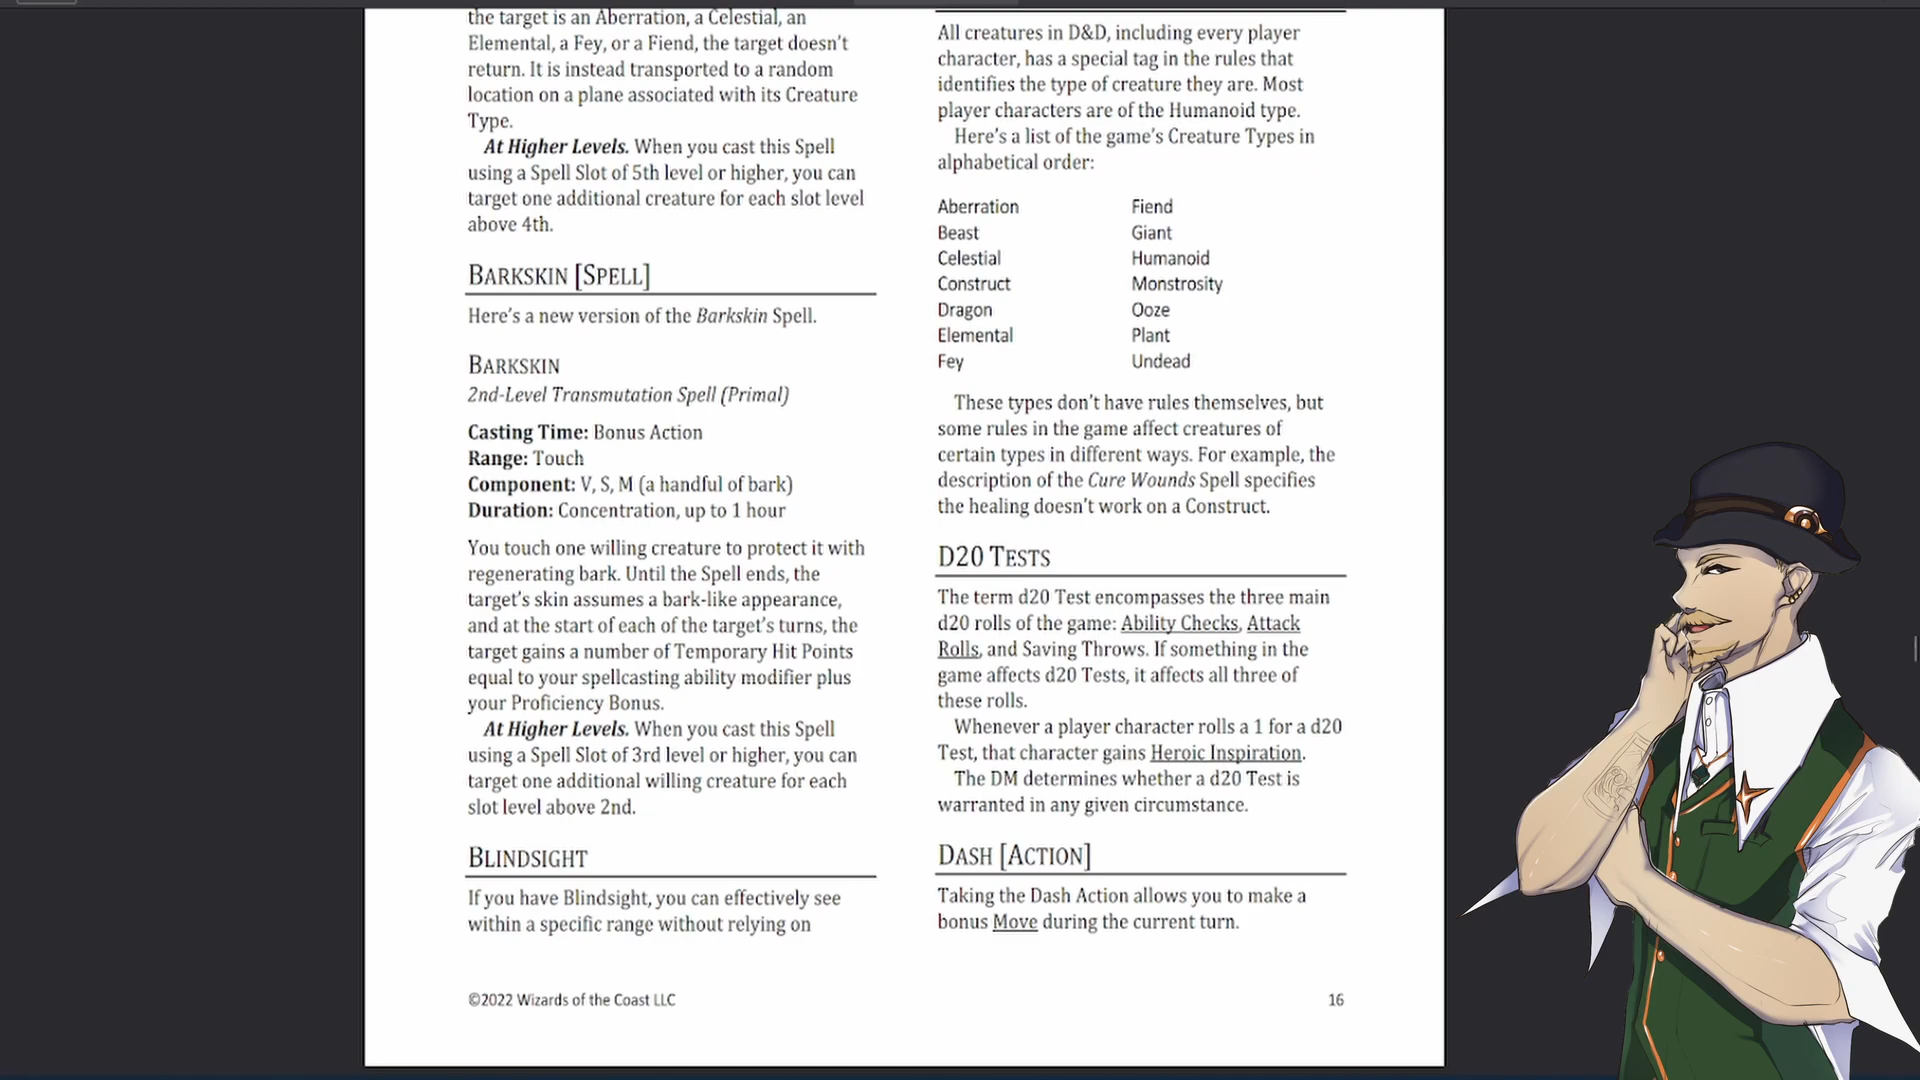 the target is an Aberration, a Celestial, an
Elemental, a Fey, or a Fiend, the target doesn't
return. It is instead transported to a random
location on a plane associated with its Creature
Type.
At Higher Levels. When you cast this Spell
using a Spell Slot of 5th level or higher, you can
target one additional creature for each slot level
above 4th.
BARKSKIN [SPELL]
Here's a new version of the Barkskin Spell.
BARKSKIN
2nd-Level Transmutation Spell (Primal)
Casting Time: Bonus Action
Range: Touch
Component: V, S, M (a handful of bark)
Duration: Concentration, up to 1 hour
You touch one willing creature to protect it with
regenerating bark. Until the Spell ends, the
target's skin assumes a bark-like appearance,
and at the start of each of the target's turns, the
target gains a number of Temporary Hit Points
equal to your spellcasting ability modifier plus
your Proficiency Bonus.
At Higher Levels. When you cast this Spell
using a Spell Slot of 3rd level or higher, you can
target one additional willing creature for each
slot level above 2nd.
BLINDSIGHT
If you have Blindsight, you can effectively see
within a specific range without relying on
All creatures in D&D, including every player
character, has a special tag in the rules that
identifies the type of creature they are. Most
player characters are of the Humanoid type.
Here's a list of the game's Creature Types in
alphabetical order:
Aberration
Beast
Celestial
Construct
Dragon
Elemental
Fey
Fiend
Giant
Humanoid
Monstrosity
Ooze
Plant
Undead
These types don't have rules themselves, but
some rules in the game affect creatures of
certain types in different ways. For example, the
description of the Cure Wounds Spell specifies
the healing doesn't work on a Construct.
D20 TESTS
The term d20 Test encompasses the three main
d20 rolls of the game: Ability Checks, Attack
Rolls, and Saving Throws. If something in the
game affects d20 Tests, it affects all three of
these rolls.
Whenever a player character rolls a 1 for a d20
Test, that character gains Heroic Inspiration.
The DM determines whether a d20 Test is
warranted in any given circumstance.
DASH [ACTION]
Taking the Dash Action allows you to make a
bonus Move during the current turn.
©2022 Wizards of the Coast LLC
16